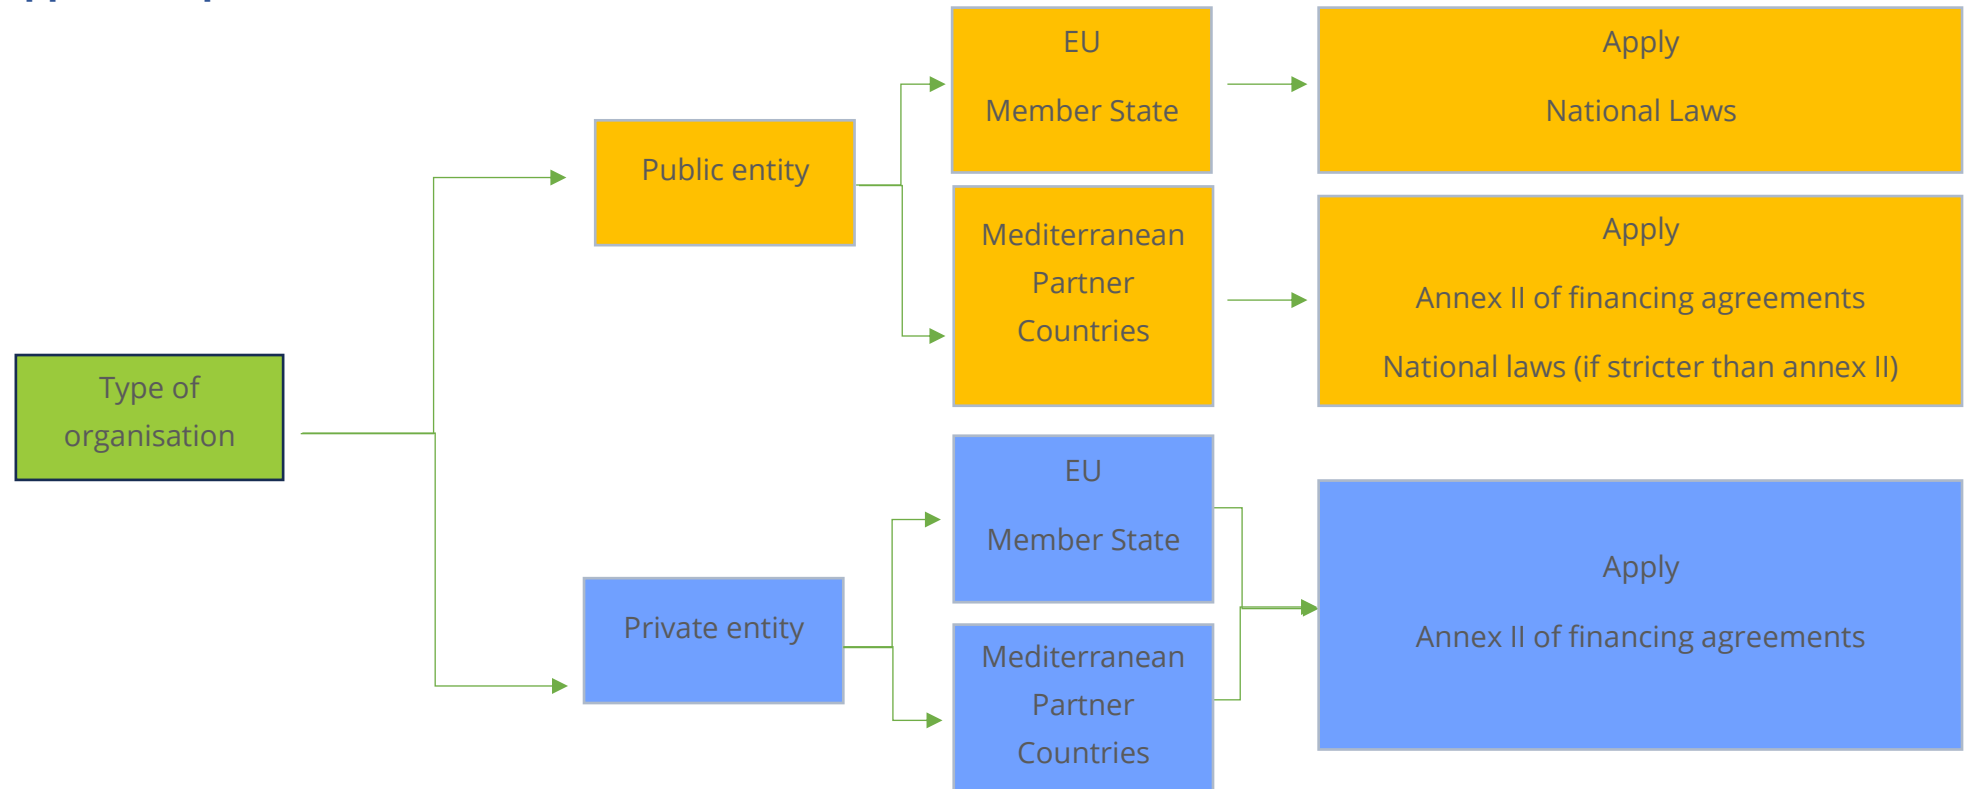 Type of
organisation
Public entity
EU
Member State
Apply
National Laws
Mediterranean
Partner
Countries
Apply
Annex II of financing agreements
National laws (if stricter than annex II)
Private entity
EU
Member State
Mediterranean
Partner
Countries
Apply
Annex II of financing agreements